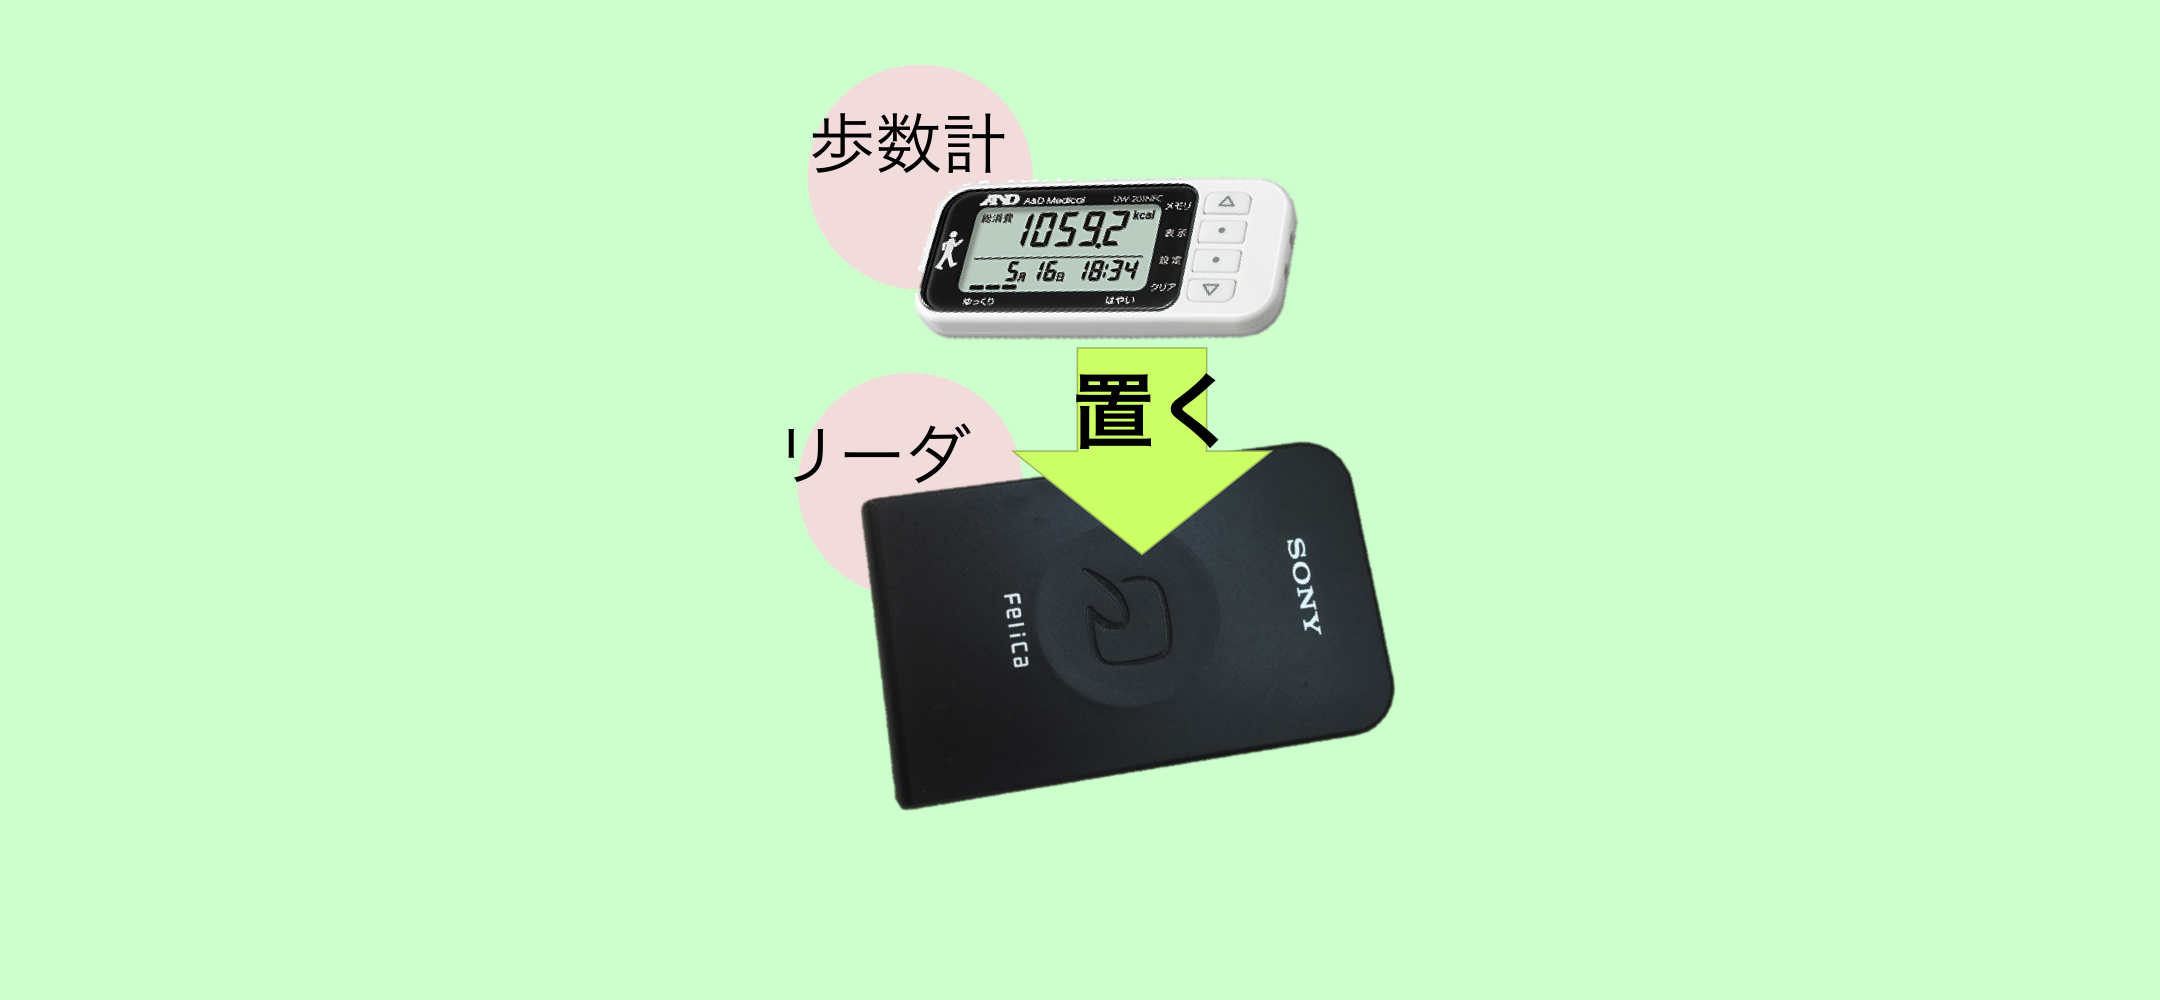 歩数計
AND A&D Medical UW-201NFC
総消費 1059.2 kcal
5月 16日 18:34
ゆっくり はやい
メモリ
表示
設定
クリア
置く
リーダ
SONY
FeliCa